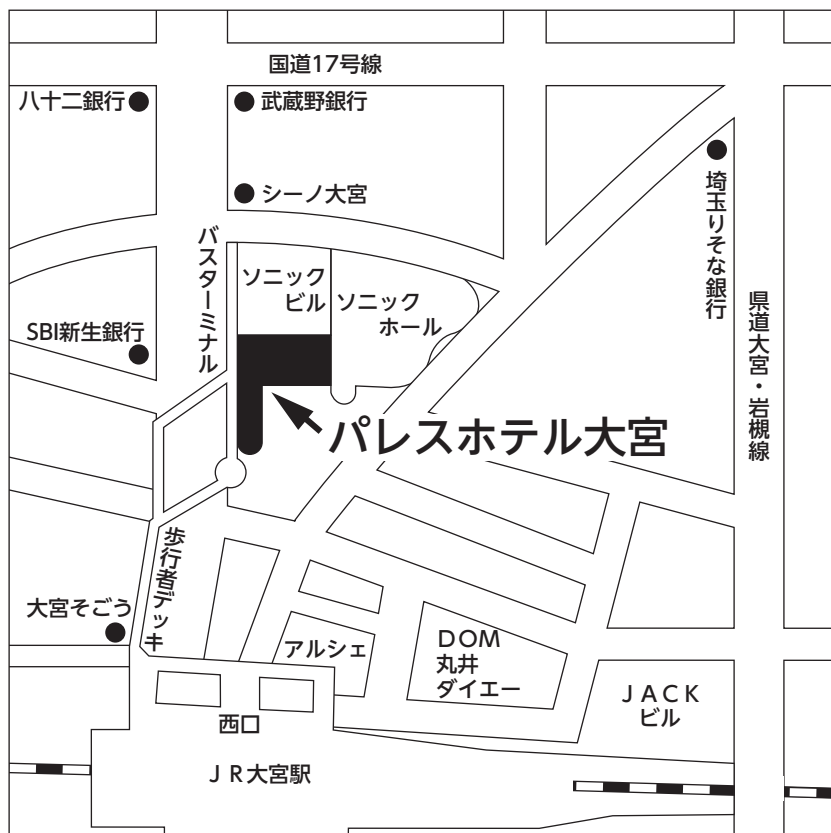 国道17号線
八十二銀行
武蔵野銀行
シーノ大宮
埼玉りそな銀行
バスターミナル
ソニック
ビル
ソニック
ホール
県道大宮・岩槻線
SBI新生銀行
パレスホテル大宮
歩行者デッキ
大宮そごう
アルシェ
DOM
丸井
ダイエー
JACK
ビル
西口
JR大宮駅